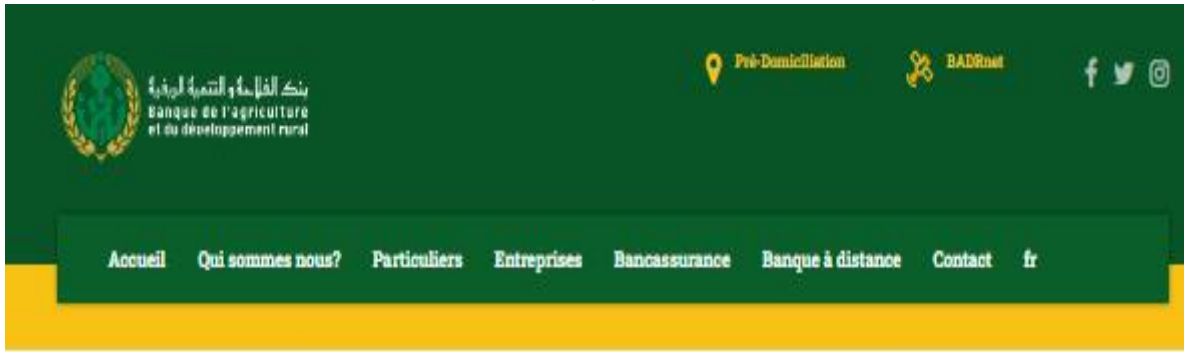 Pré-Domiciliation
BADRnet
بنك الفلاحة و التنمية الريفية
Banque de l'agriculture
et du développement rural
Accueil Qui sommes nous? Particuliers Entreprises Bancassurance Banque à distance Contact fr